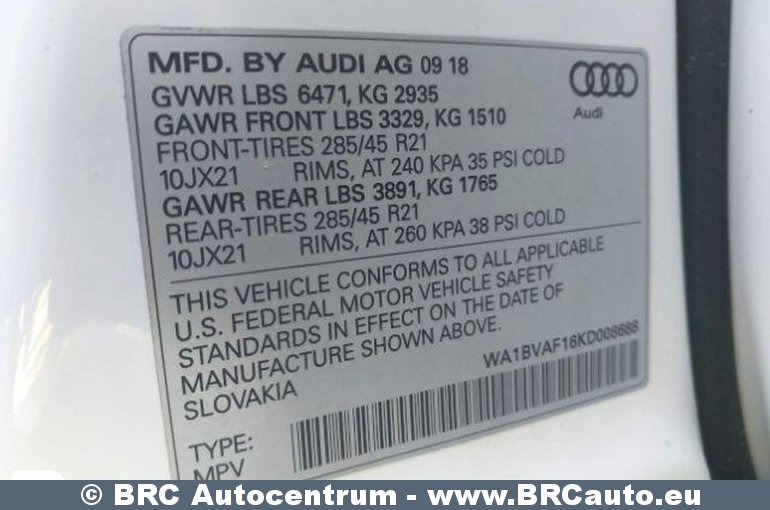 MFD. BY AUDI AG 09 18
GVWR LBS 6471, KG 2935
GAWR FRONT LBS 3329, KG 1510
FRONT-TIRES 285/45 R21
10JX21 RIMS, AT 240 KPA 35 PSI COLD
GAWR REAR LBS 3891, KG 1765
REAR-TIRES 285/45 R21
10JX21 RIMS, AT 260 KPA 38 PSI COLD
Audi
THIS VEHICLE CONFORMS TO ALL APPLICABLE
U.S. FEDERAL MOTOR VEHICLE SAFETY
STANDARDS IN EFFECT ON THE DATE OF
MANUFACTURE SHOWN ABOVE.
SLOVAKIA
WA1BVAF16KD008688
TYPE:
MPV
© BRC Autocentrum - www.BRCauto.eu